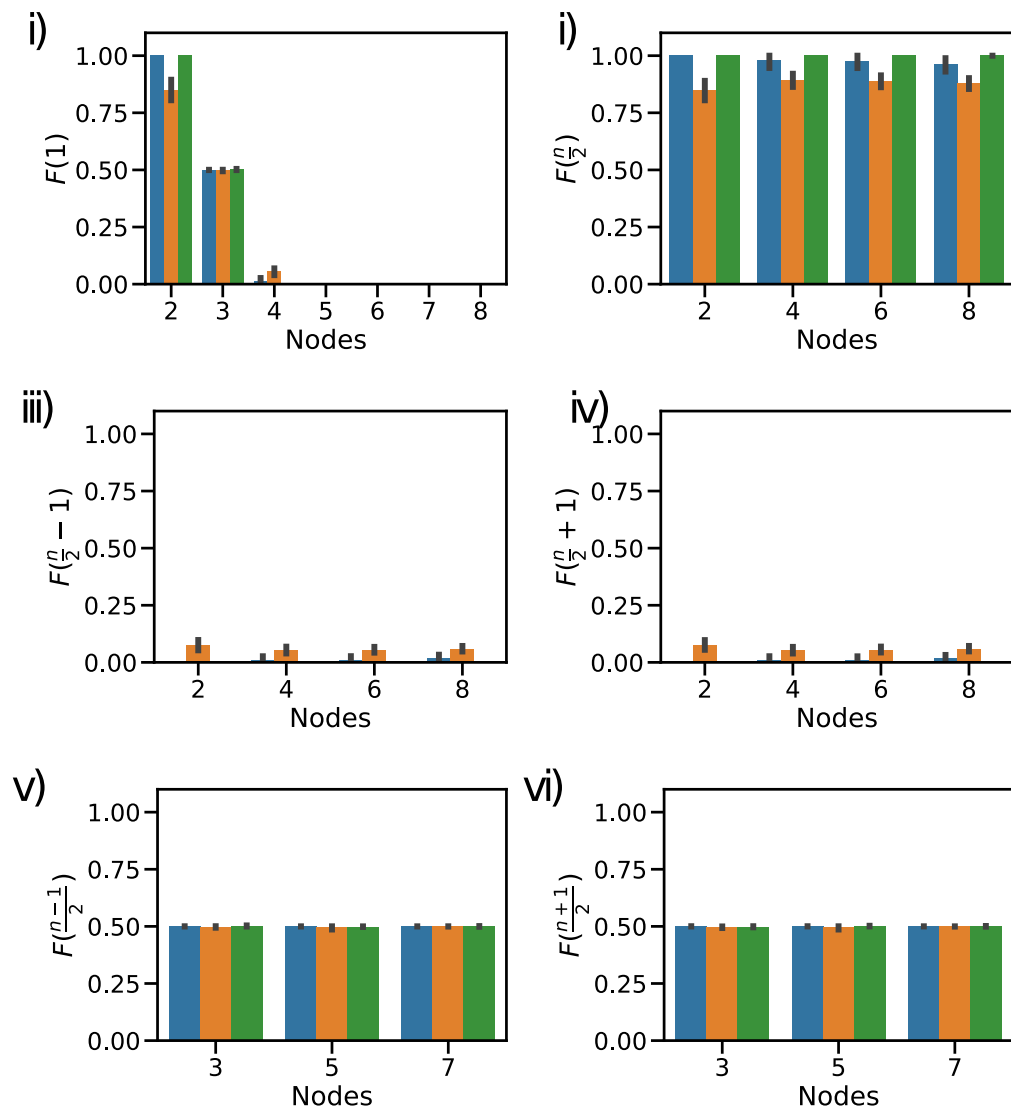 i)
F(1)
1.00
0.75
0.50
0.25
0.00
2 3 4 5 6 7 8
Nodes
i)
F(n/2)
1.00
0.75
0.50
0.25
0.00
2 4 6 8
Nodes
iii)
F(n/2 − 1)
1.00
0.75
0.50
0.25
0.00
2 4 6 8
Nodes
iv)
F(n/2 + 1)
1.00
0.75
0.50
0.25
0.00
2 4 6 8
Nodes
v)
F((n−1)/2)
1.00
0.75
0.50
0.25
0.00
3 5 7
Nodes
vi)
F((n+1)/2)
1.00
0.75
0.50
0.25
0.00
3 5 7
Nodes